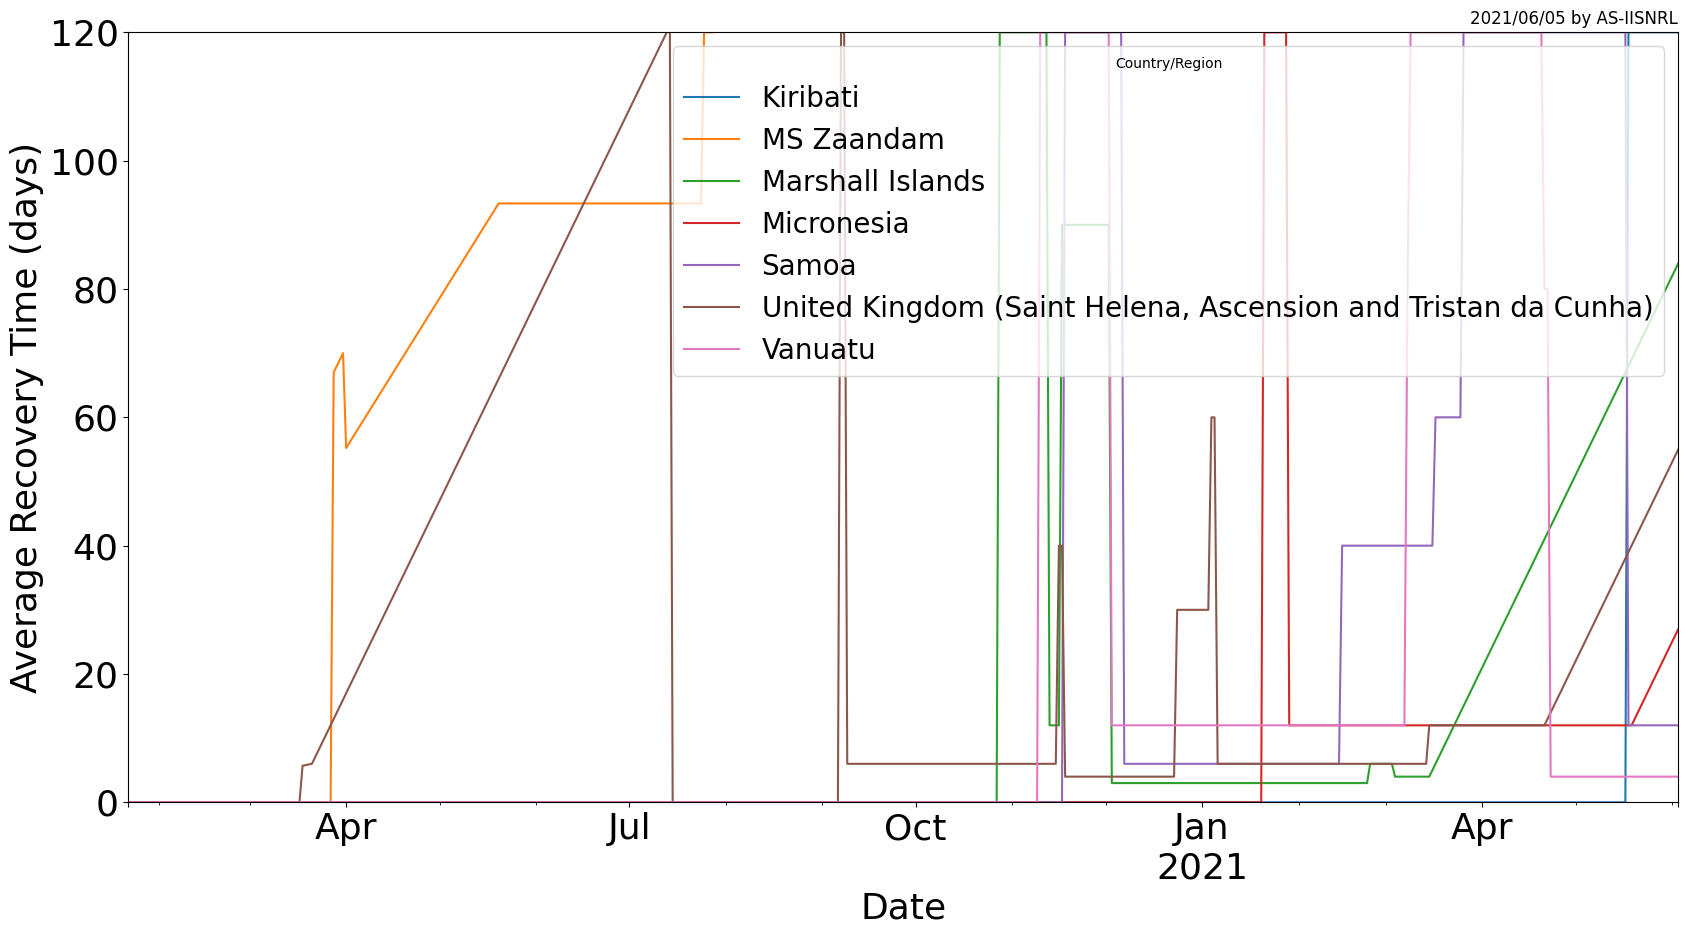 2021/06/05 by AS-IISNRL
120
100
80
60
40
20
0
Average Recovery Time (days)
Country/Region
Kiribati
MS Zaandam
Marshall Islands
Micronesia
Samoa
United Kingdom (Saint Helena, Ascension and Tristan da Cunha)
Vanuatu
Apr Jul Oct Jan Apr
2021
Date